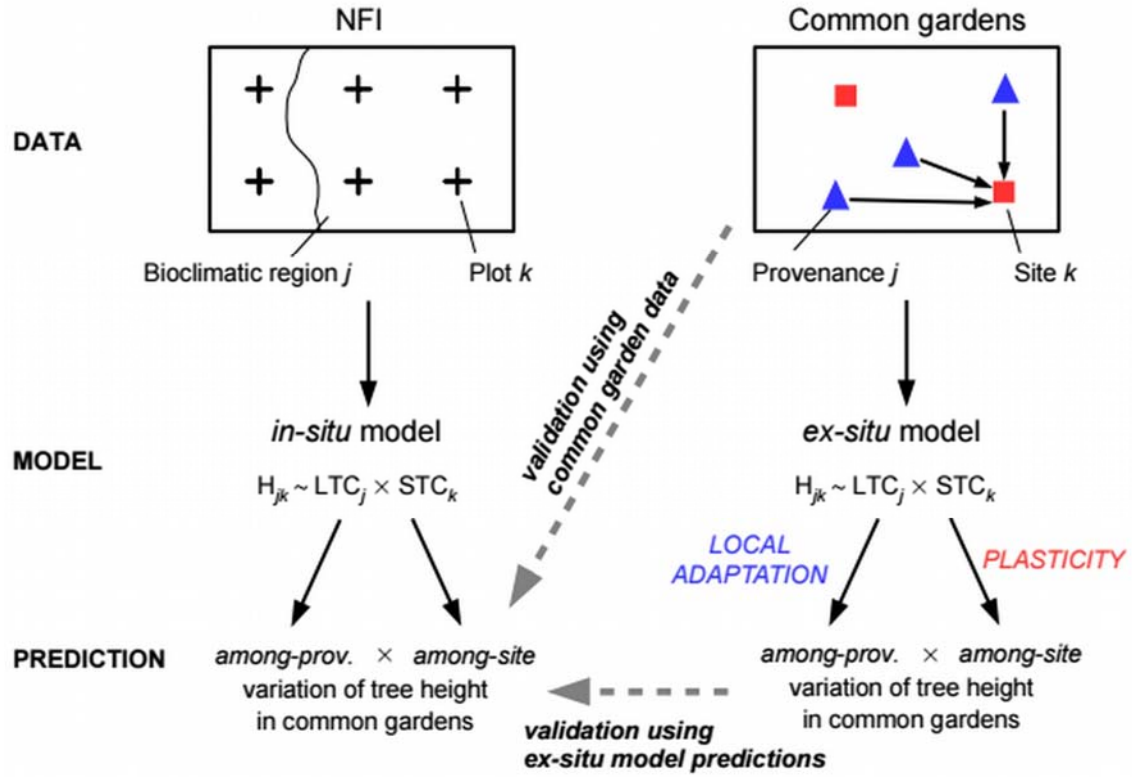 NFI
Common gardens
DATA
Bioclimatic region j
Plot k
Provenance j
Site k
validation using
common garden data
MODEL
in-situ model
H_jk ~ LTC_j × STC_k
ex-situ model
H_jk ~ LTC_j × STC_k
LOCAL
ADAPTATION
PLASTICITY
PREDICTION
among-prov. × among-site
variation of tree height
in common gardens
among-prov. × among-site
variation of tree height
in common gardens
validation using
ex-situ model predictions